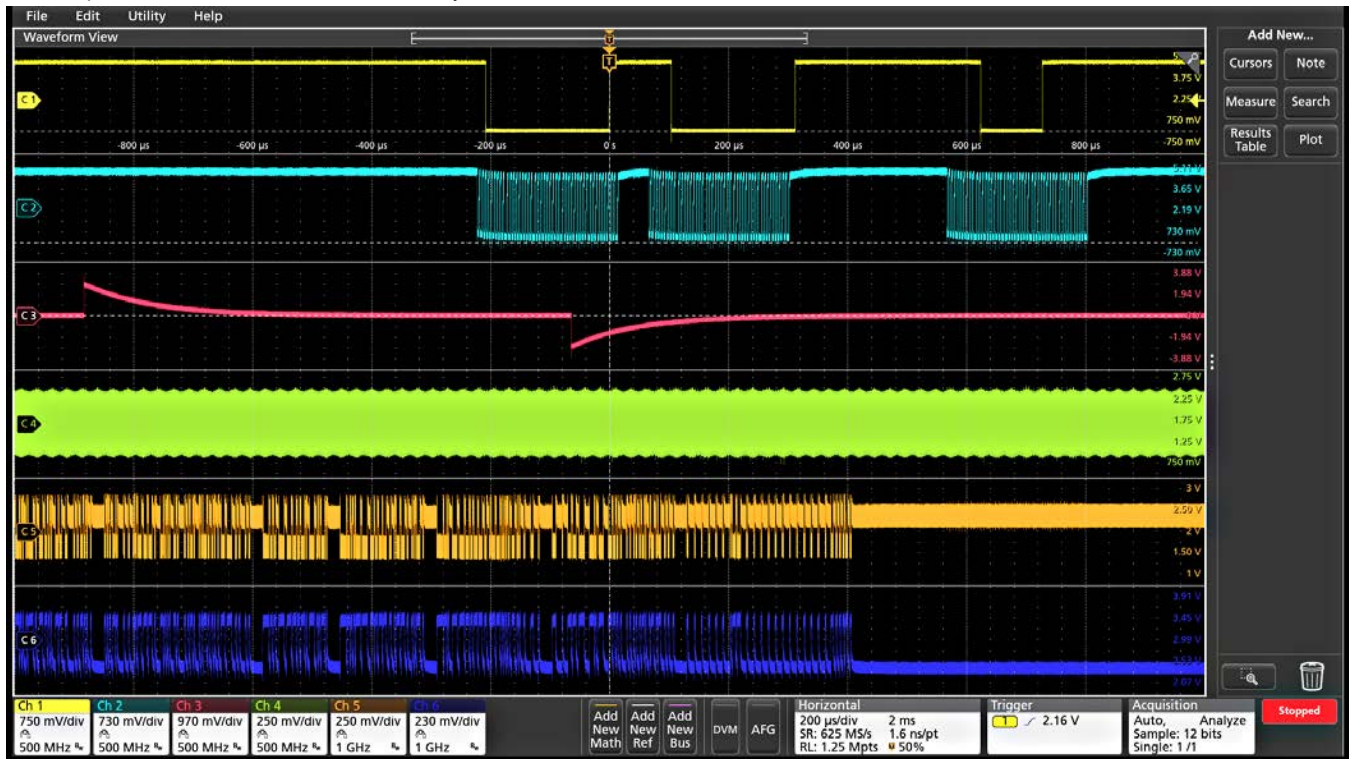 File Edit Utility Help
Waveform View
Add New...
T
T
Cursors Note
3.75 V
C 1
Measure Search
750 mV
-750 mV
Results Table Plot
-800 µs -600 µs -400 µs -200 µs 0 s 200 µs 400 µs 600 µs 800 µs
3.65 V
C 2
2.19 V
730 mV
-730 mV
3.88 V
1.94 V
C 3
-1.94 V
-3.88 V
2.75 V
2.25 V
C 4
1.75 V
1.25 V
750 mV
3 V
2.50 V
C 5
2 V
1.50 V
1 V
3.91 V
3.45 V
C 6
2.99 V
2.07 V
Ch 1 Ch 2 Ch 3 Ch 4 Ch 5 Ch 6
750 mV/div 730 mV/div 970 mV/div 250 mV/div 250 mV/div 230 mV/div
500 MHz 500 MHz 500 MHz 500 MHz 1 GHz 1 GHz
Add New Math
Add New Ref
Add New Bus
DVM
AFG
Horizontal
200 µs/div 2 ms
SR: 625 MS/s 1.6 ns/pt
RL: 1.25 Mpts 50%
Trigger
1 2.16 V
Acquisition
Auto, Analyze
Sample: 12 bits
Single: 1 /1
Stopped